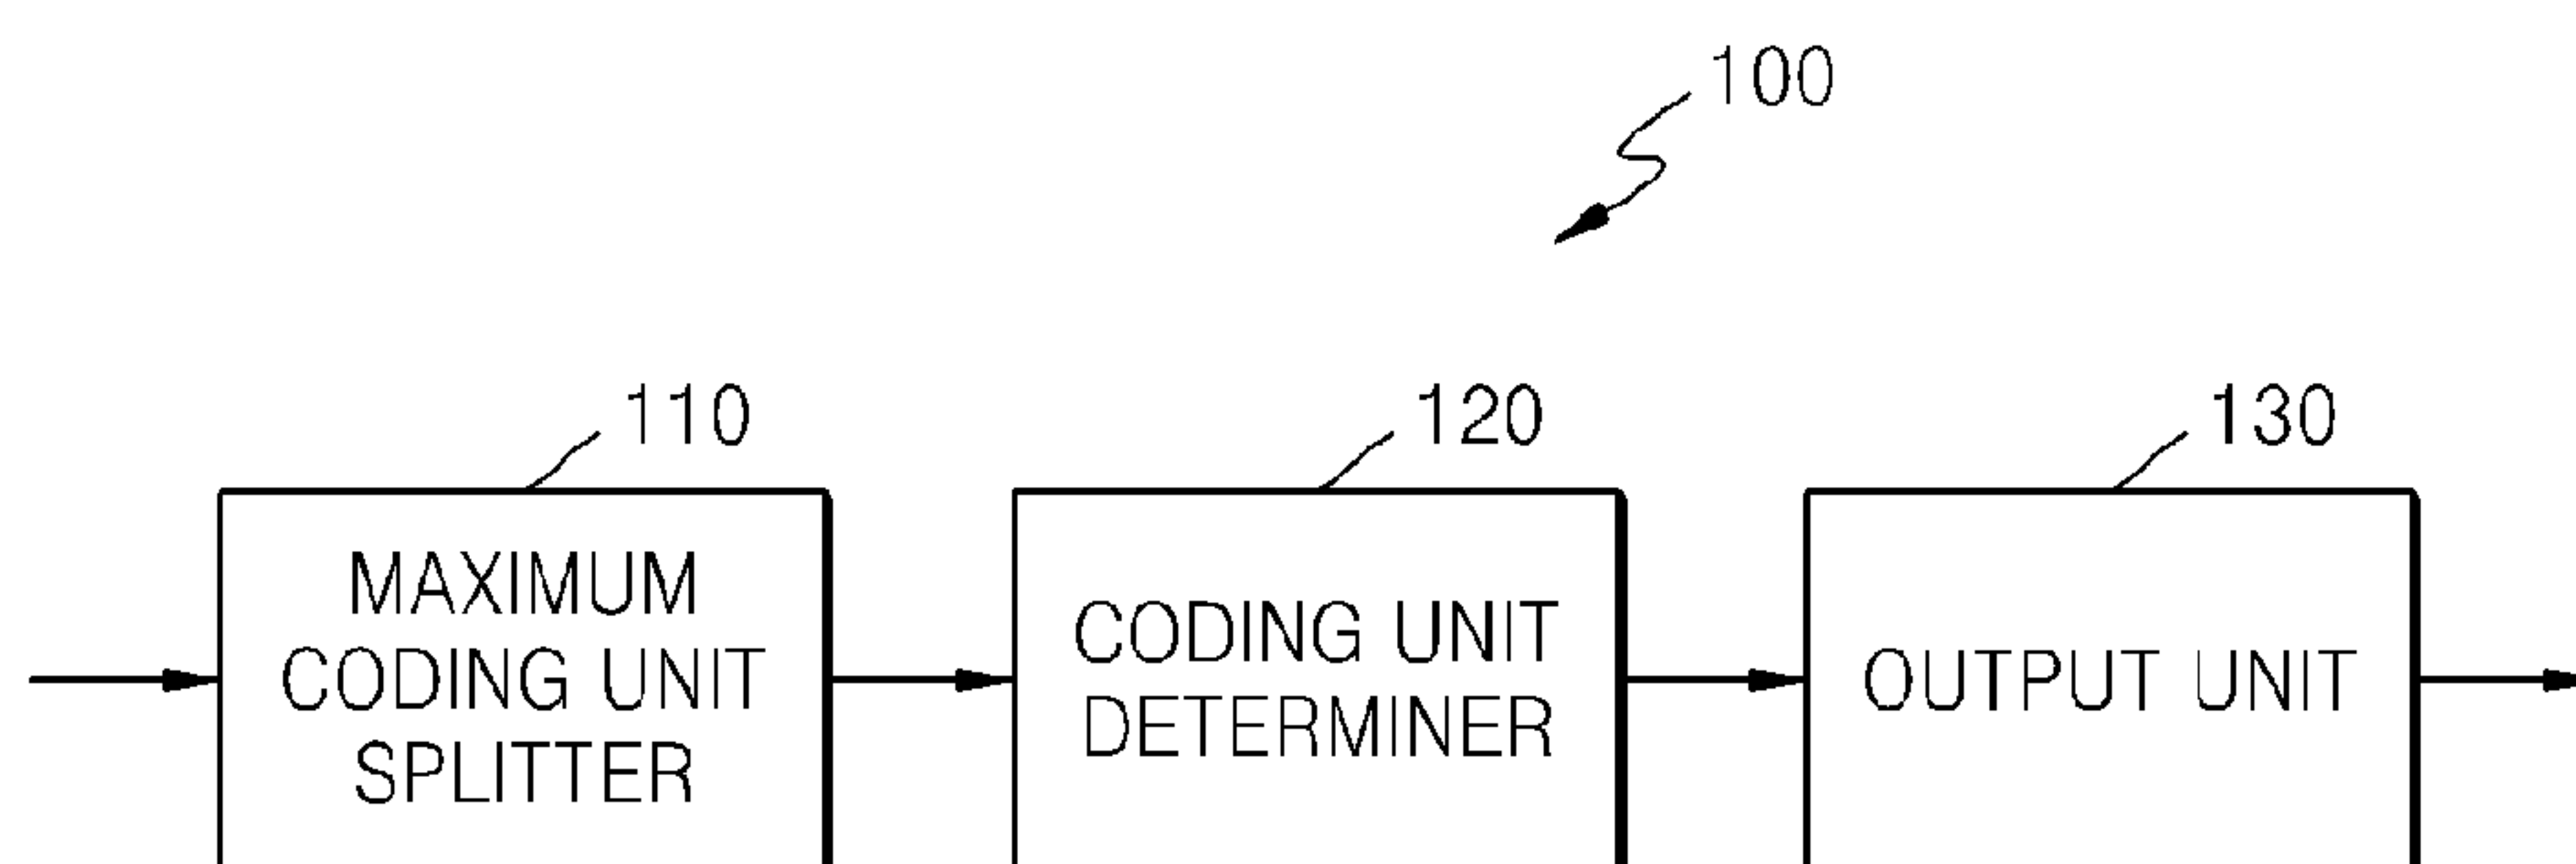 100
110
120
130
MAXIMUM
CODING UNIT
SPLITTER
CODING UNIT
DETERMINER
OUTPUT UNIT